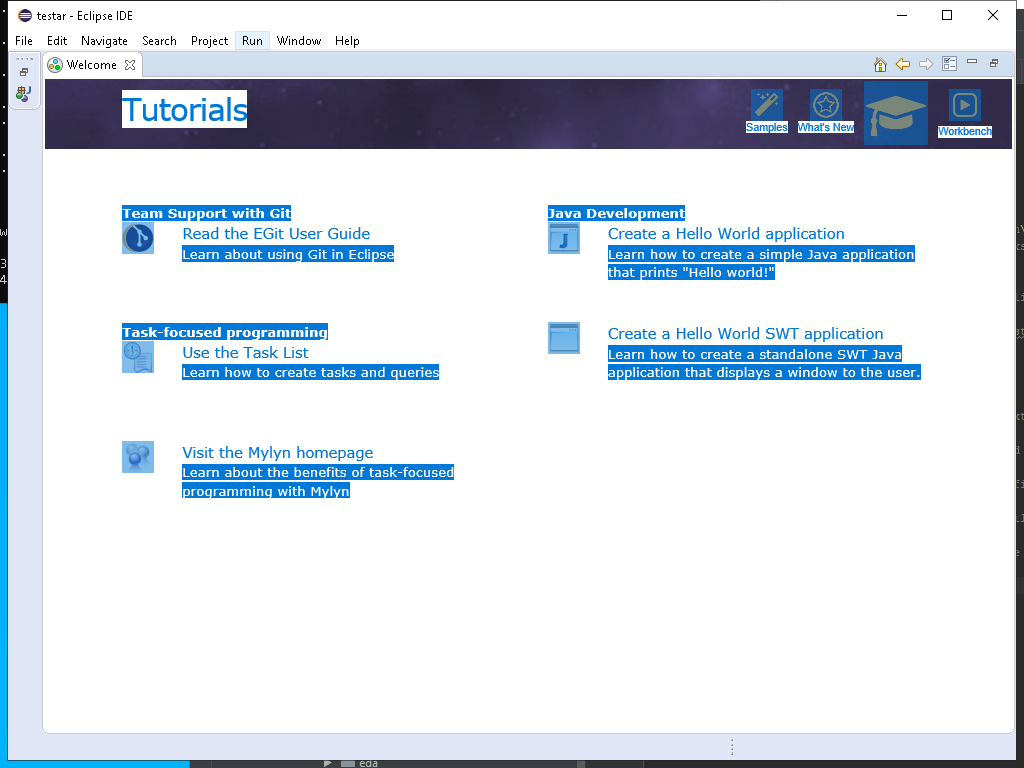 testar - Eclipse IDE
File Edit Navigate Search Project Run Window Help
Welcome
Tutorials
Samples
What's New
Workbench
Team Support with Git
Read the EGit User Guide
Learn about using Git in Eclipse
Task-focused programming
Use the Task List
Learn how to create tasks and queries
Visit the Mylyn homepage
Learn about the benefits of task-focused
programming with Mylyn
Java Development
Create a Hello World application
Learn how to create a simple Java application
that prints "Hello world!"
Create a Hello World SWT application
Learn how to create a standalone SWT Java
application that displays a window to the user.
eda